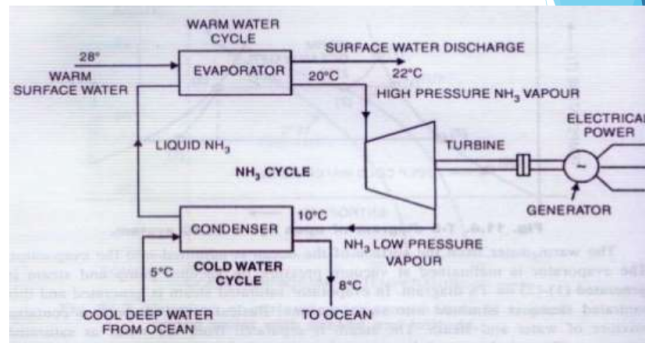 WARM WATER
CYCLE
28°
WARM
SURFACE WATER
EVAPORATOR
SURFACE WATER DISCHARGE
22°C
20°C
HIGH PRESSURE NH₃ VAPOUR
ELECTRICAL
POWER
LIQUID NH₃
TURBINE
NH₃ CYCLE
GENERATOR
CONDENSER
10°C
NH₃ LOW PRESSURE
VAPOUR
5°C
COLD WATER
CYCLE
8°C
COOL DEEP WATER
FROM OCEAN
TO OCEAN